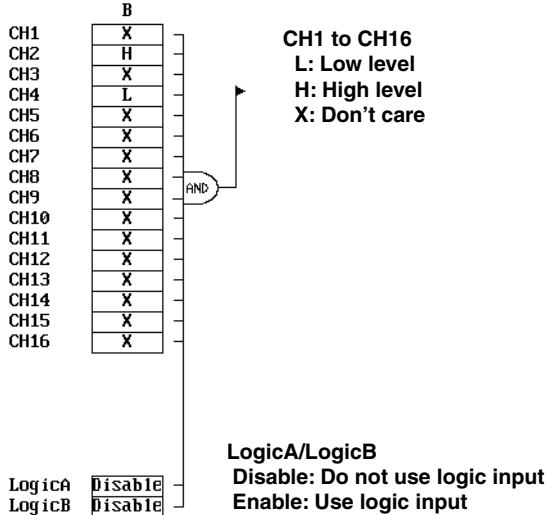 B
CH1 X
CH2 H
CH3 X
CH4 L
CH5 X
CH6 X
CH7 X
CH8 X
CH9 X
CH10 X
CH11 X
CH12 X
CH13 X
CH14 X
CH15 X
CH16 X
AND
CH1 to CH16
L: Low level
H: High level
X: Don’t care
LogicA Disable
LogicB Disable
LogicA/LogicB
Disable: Do not use logic input
Enable: Use logic input